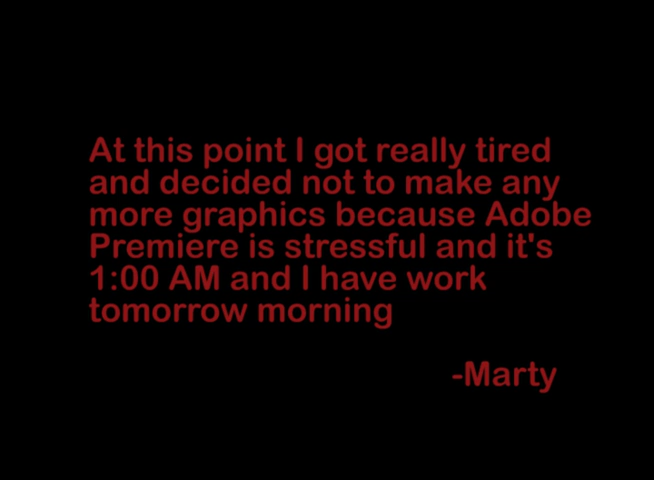 At this point I got really tired
and decided not to make any
more graphics because Adobe
Premiere is stressful and it's
1:00 AM and I have work
tomorrow morning
-Marty